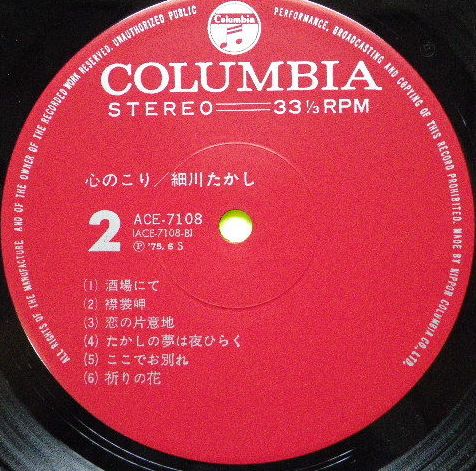 ALL RIGHTS OF THE MANUFACTURE AND OF THE OWNER OF THE RECORDED WORK RESERVED. UNAUTHORIZED PUBLIC PERFORMANCE, BROADCASTING AND COPYING OF THIS RECORD PROHIBITED. MADE BY NIPPON COLUMBIA CO., LTD.
Columbia
COLUMBIA
STEREO 33 1/3 RPM
心のこり/細川たかし
2 ACE-7108
(ACE-7108-B)
Ⓟ '75. 6 S
(1) 酒場にて
(2) 襟裳岬
(3) 恋の片意地
(4) たかしの夢は夜ひらく
(5) ここでお別れ
(6) 祈りの花